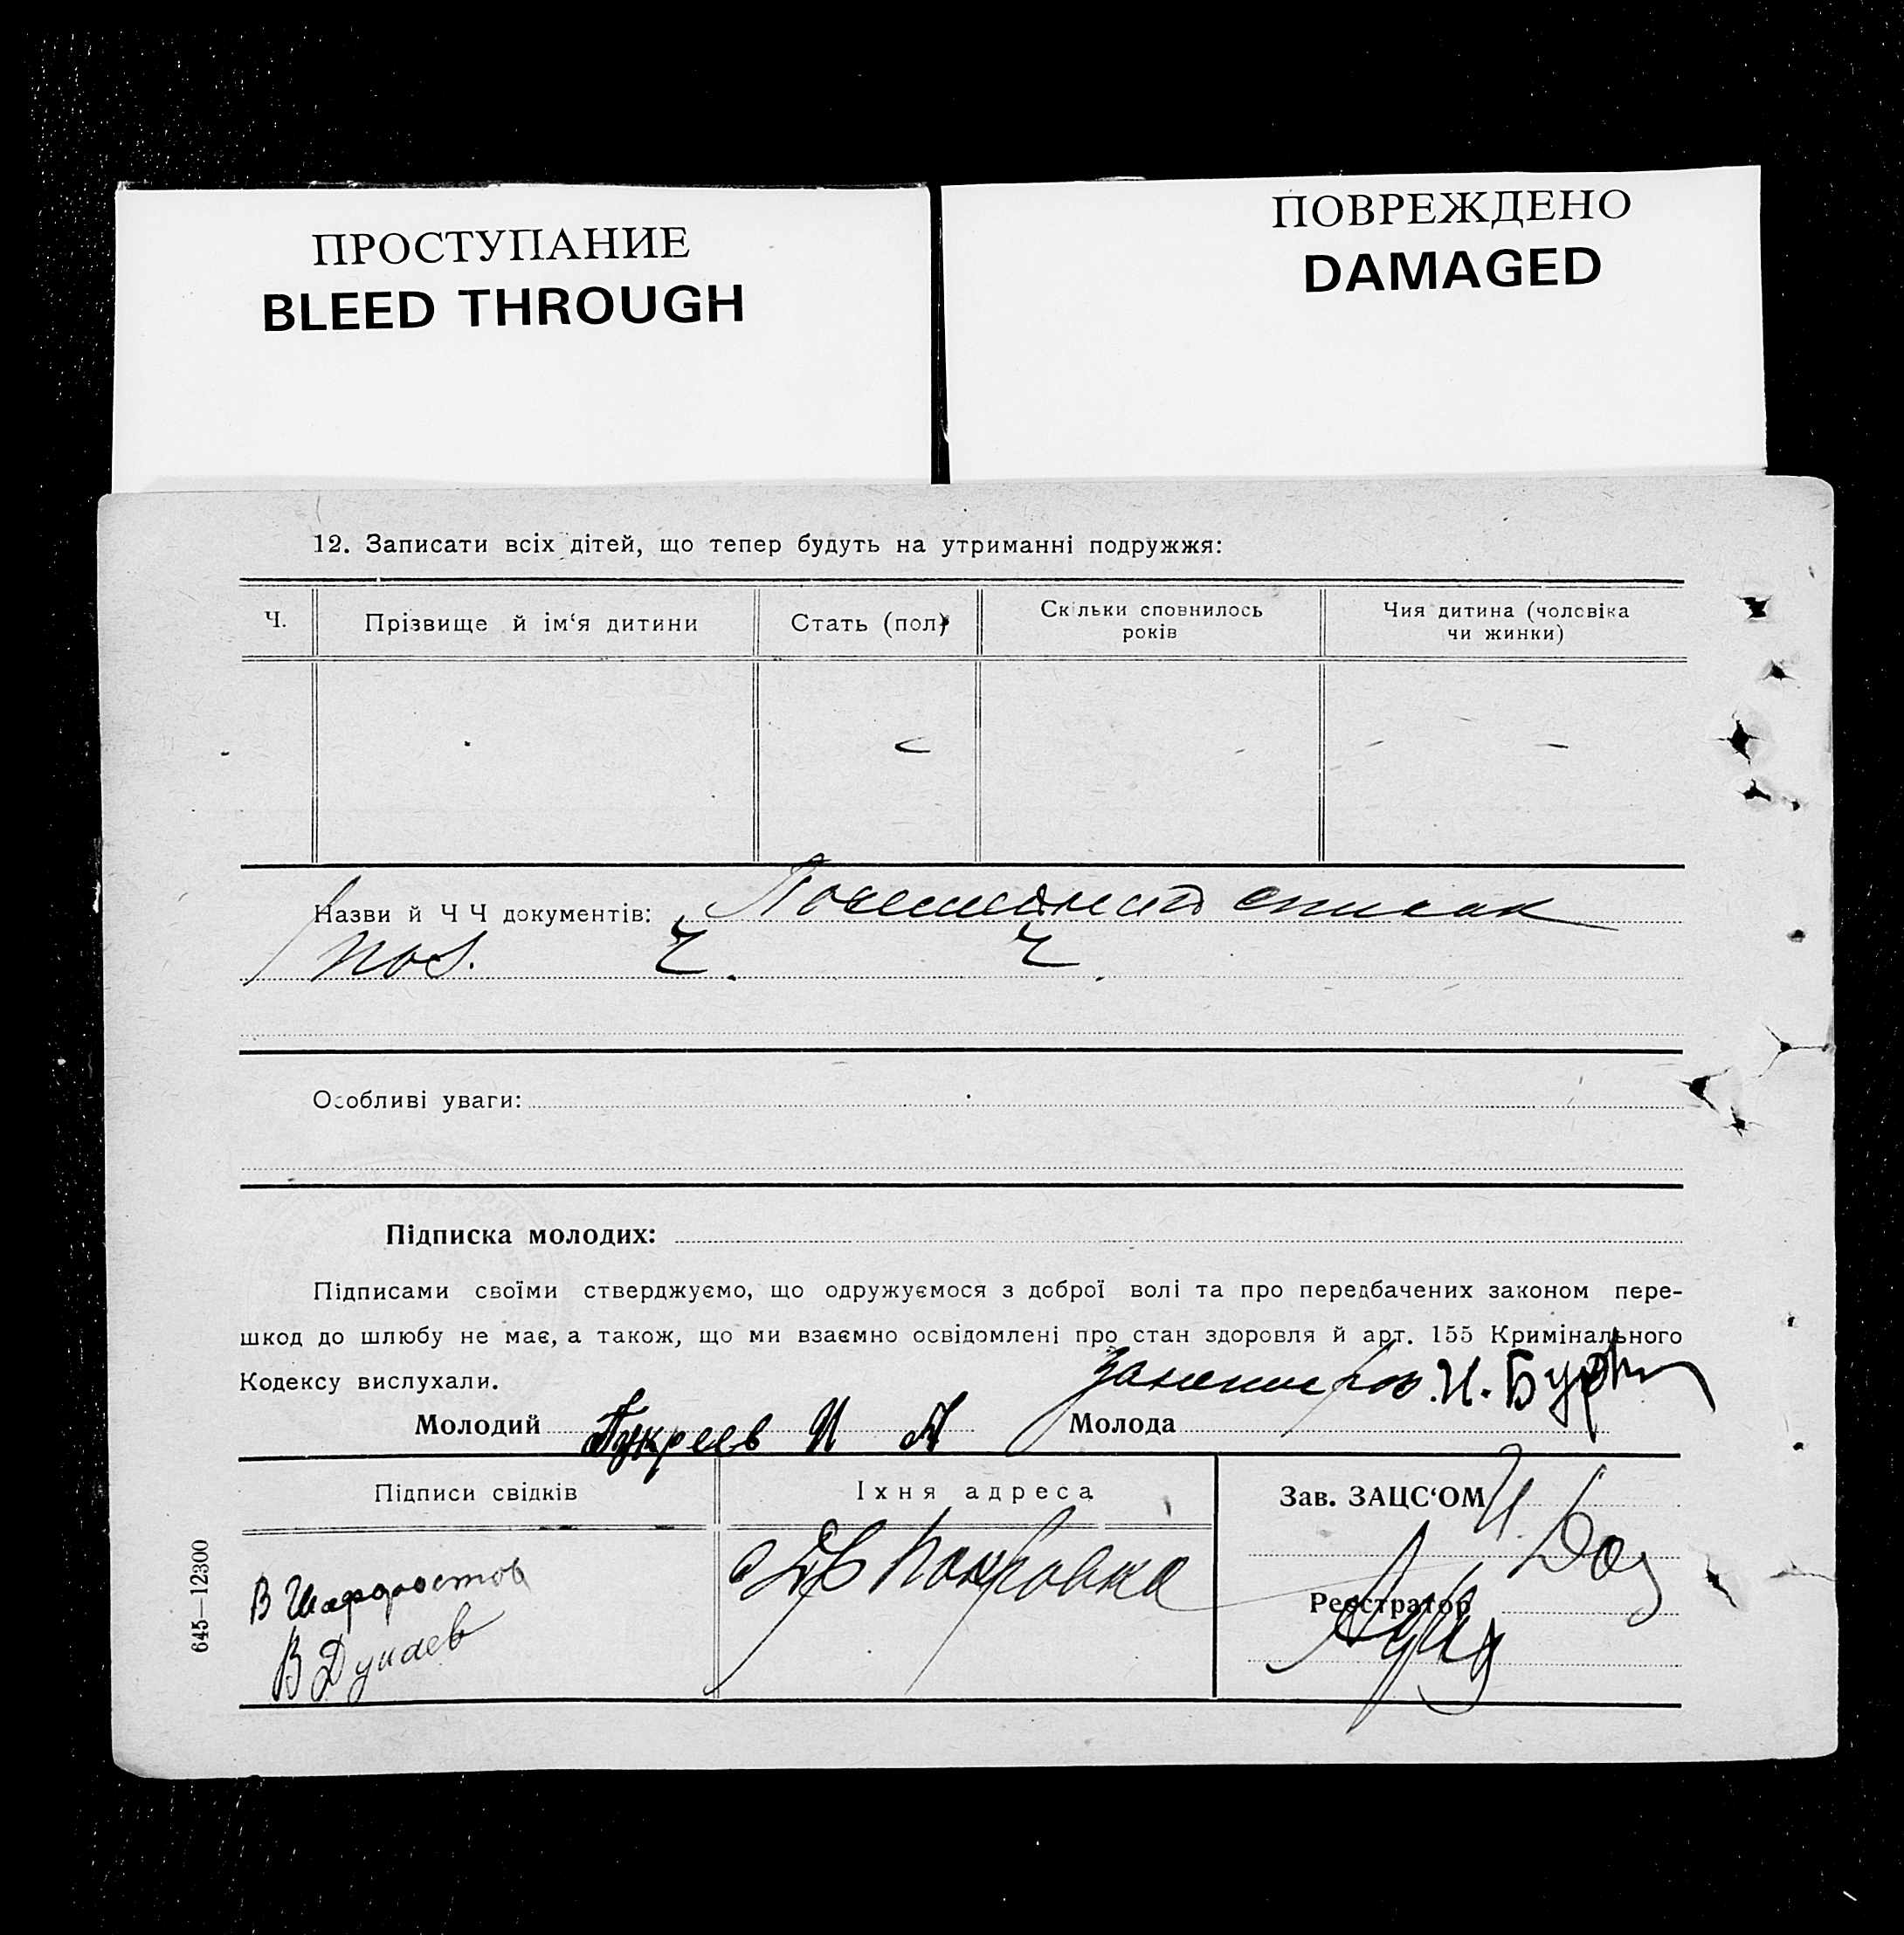 ПРОСТУПАНИЕ
BLEED THROUGH
ПОВРЕЖДЕНО
DAMAGED
12. Записати всіх дітей, що тепер будуть на утриманні подружжя:
Ч.
Прізвище й ім‘я дитини
Стать (пол)
Скільки сповнилось
років
Чия дитина (чоловіка
чи жинки)
Назви й Ч Ч документів: список
Особливі уваги:
Підписка молодих:
Підписами своїми стверджуємо, що одружуємося з доброї волі та про передбачених законом пере-
шкод до шлюбу не має, а також, що ми взаємно освідомлені про стан здоровля й арт. 155 Кримінального
Кодексу вислухали.
Молодий И А
Молода И.
Підписи свідків
Їхня адреса
Зав. ЗАЦС‘ОМ
Реєстратор
В Шафоростов
В Дунаев
Покровка
645—12300